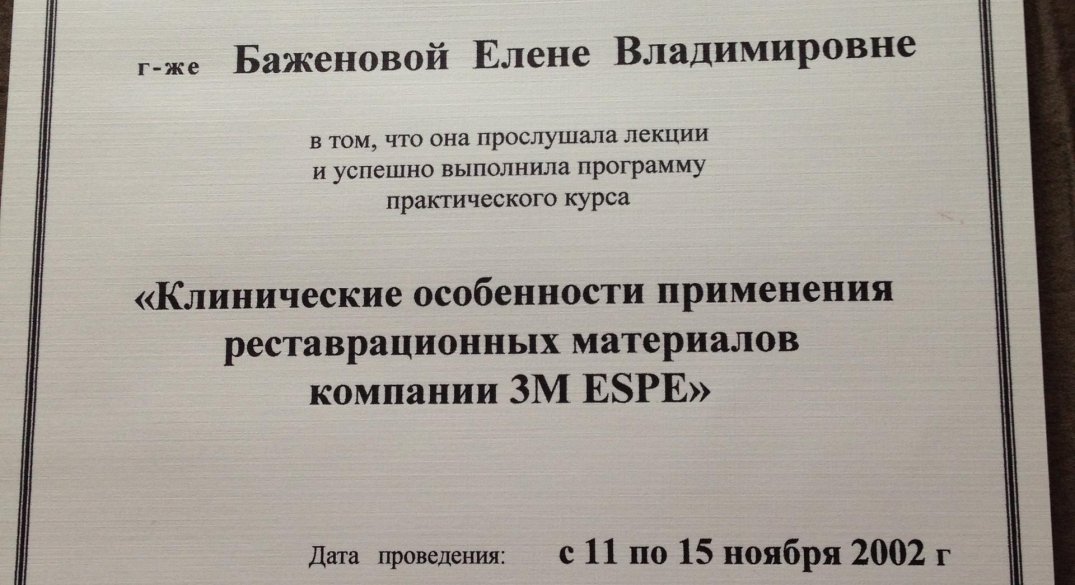 г-же Баженовой Елене Владимировне
в том, что она прослушала лекции
и успешно выполнила программу
практического курса
«Клинические особенности применения
реставрационных материалов
компании 3М ESPE»
Дата проведения: с 11 по 15 ноября 2002 г